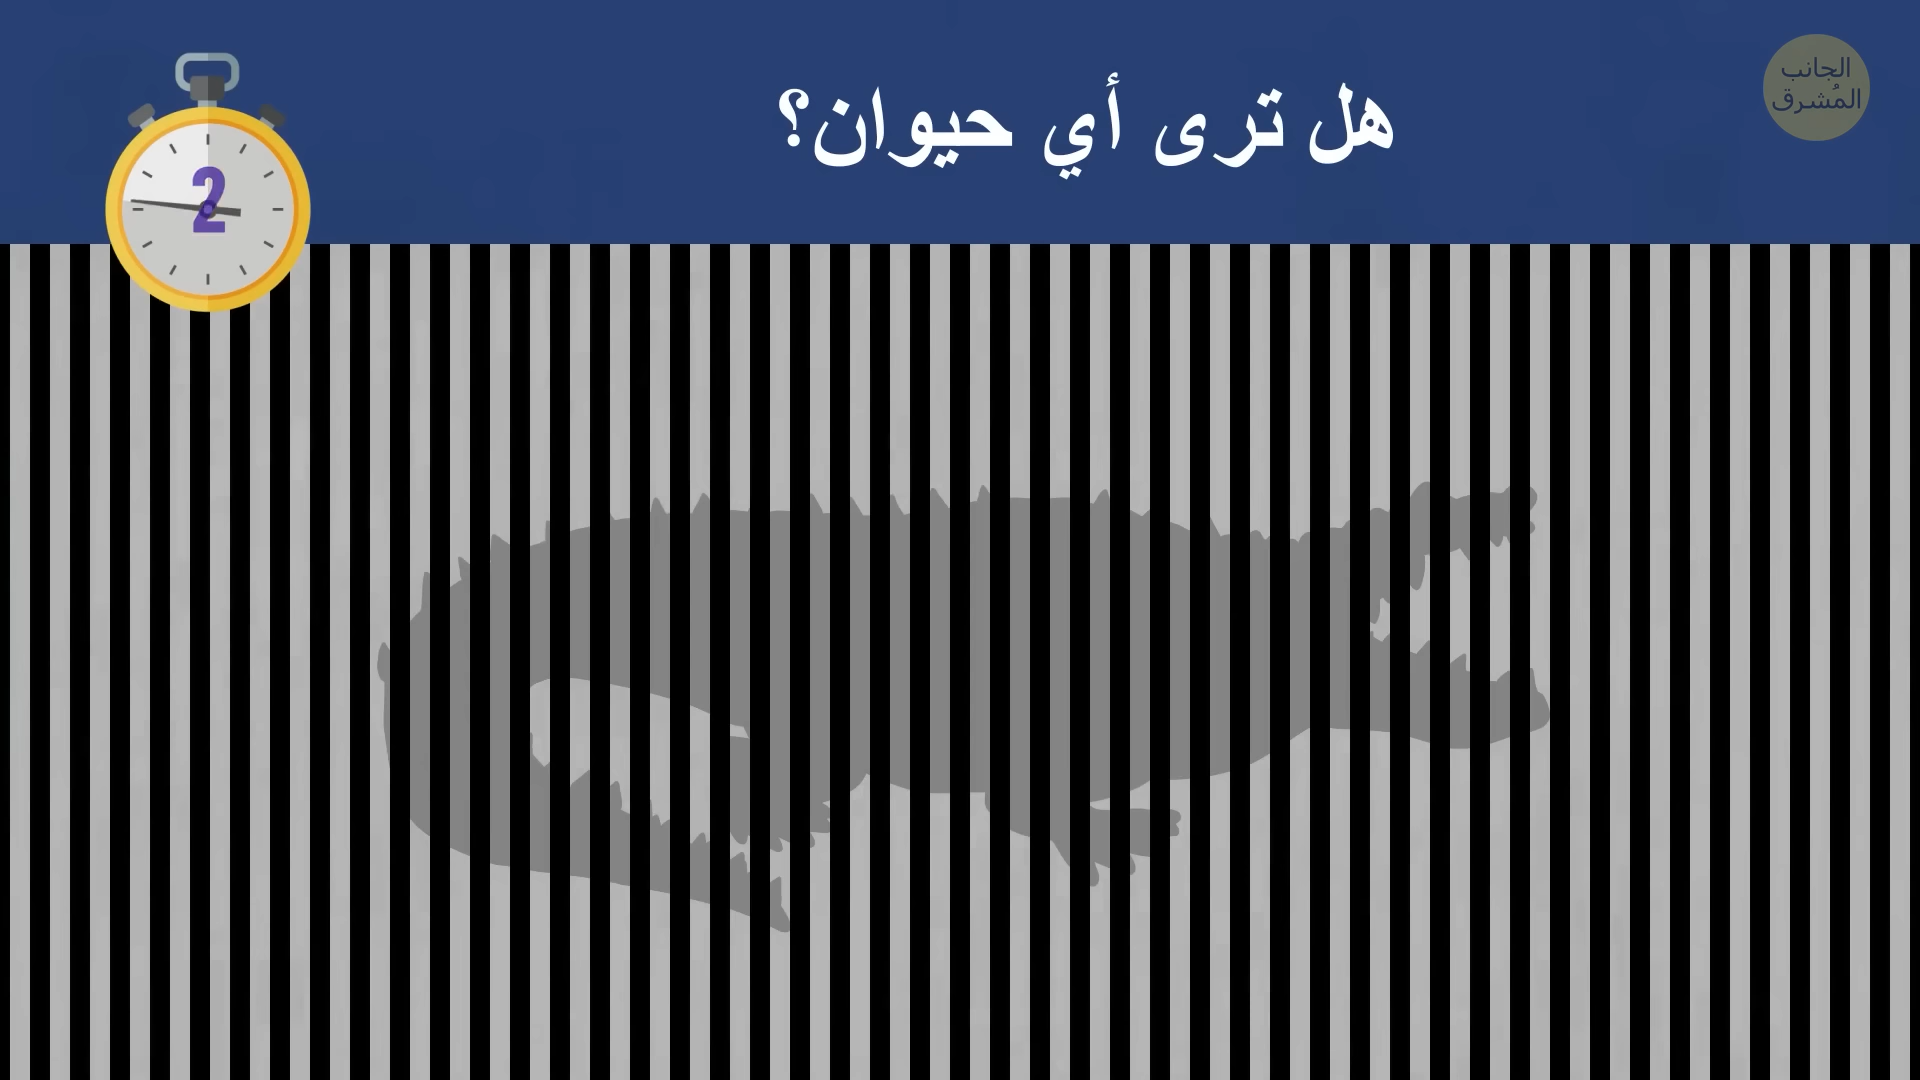 هل ترى أي حيوان؟
الجانب
المُشرق
2